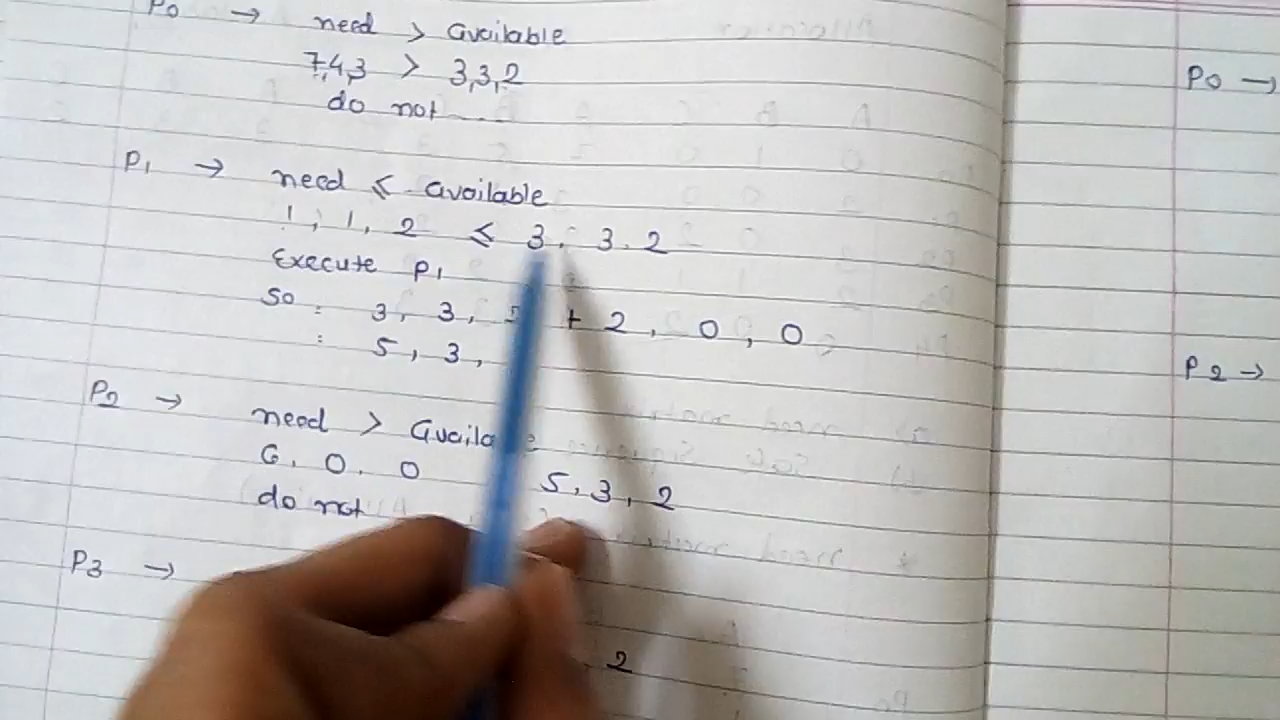 P0 → need > available
7,4,3 > 3,3,2
do not
P1 → need ≤ available
1, 1, 2 ≤ 3, 3. 2
Execute P1
So : 3, 3, + 2, 0, 0
: 5, 3,
P2 → need >
6, 0. 0 5,3,2
do not
P3 →
2
P0 →
P2 →